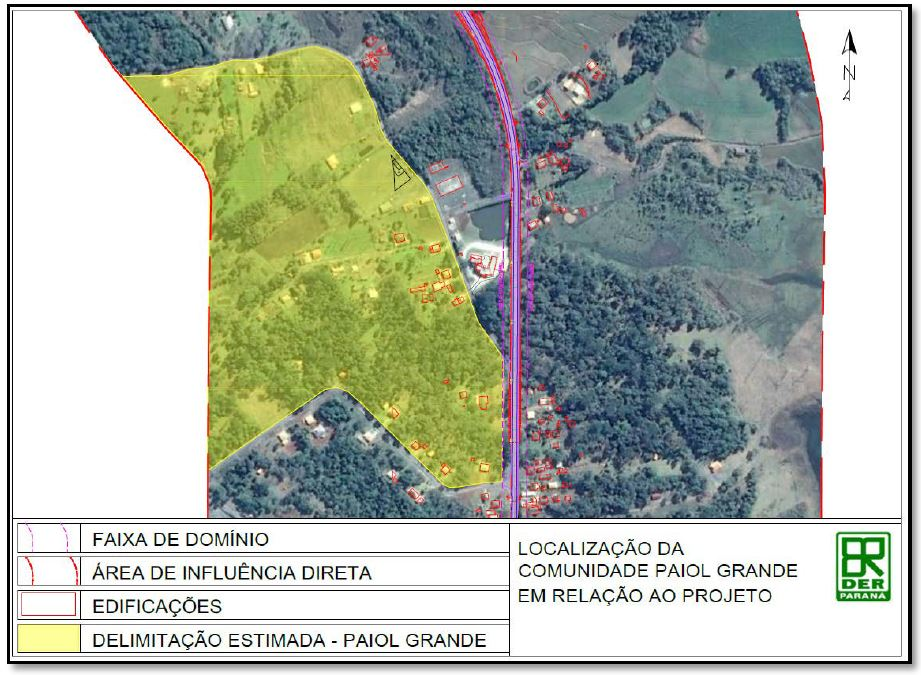 N
FAIXA DE DOMÍNIO
ÁREA DE INFLUÊNCIA DIRETA
EDIFICAÇÕES
DELIMITAÇÃO ESTIMADA - PAIOL GRANDE
LOCALIZAÇÃO DA
COMUNIDADE PAIOL GRANDE
EM RELAÇÃO AO PROJETO
DER
PARANÁ